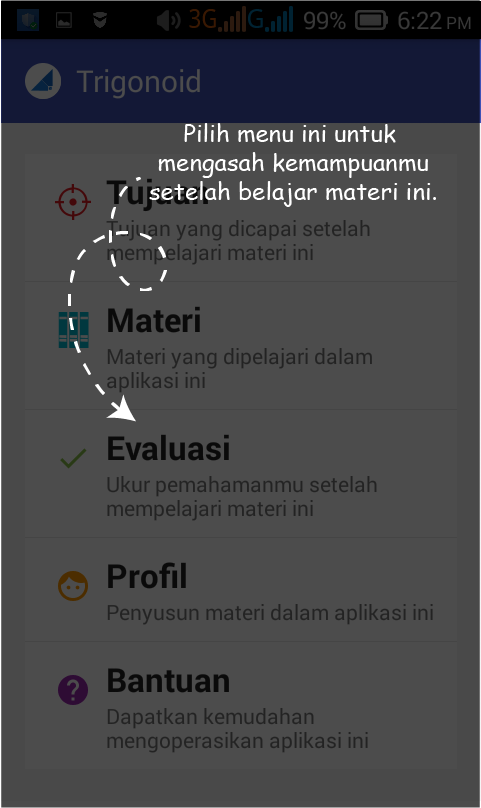 3G G 99% 6:22 PM
Trigonoid
Pilih menu ini untuk
mengasah kemampuanmu
setelah belajar materi ini.
Tujuan
Tujuan yang dicapai setelah
mempelajari materi ini
Materi
Materi yang dipelajari dalam
aplikasi ini
Evaluasi
Ukur pemahamanmu setelah
mempelajari materi ini
Profil
Penyusun materi dalam aplikasi ini
Bantuan
Dapatkan kemudahan
mengoperasikan aplikasi ini